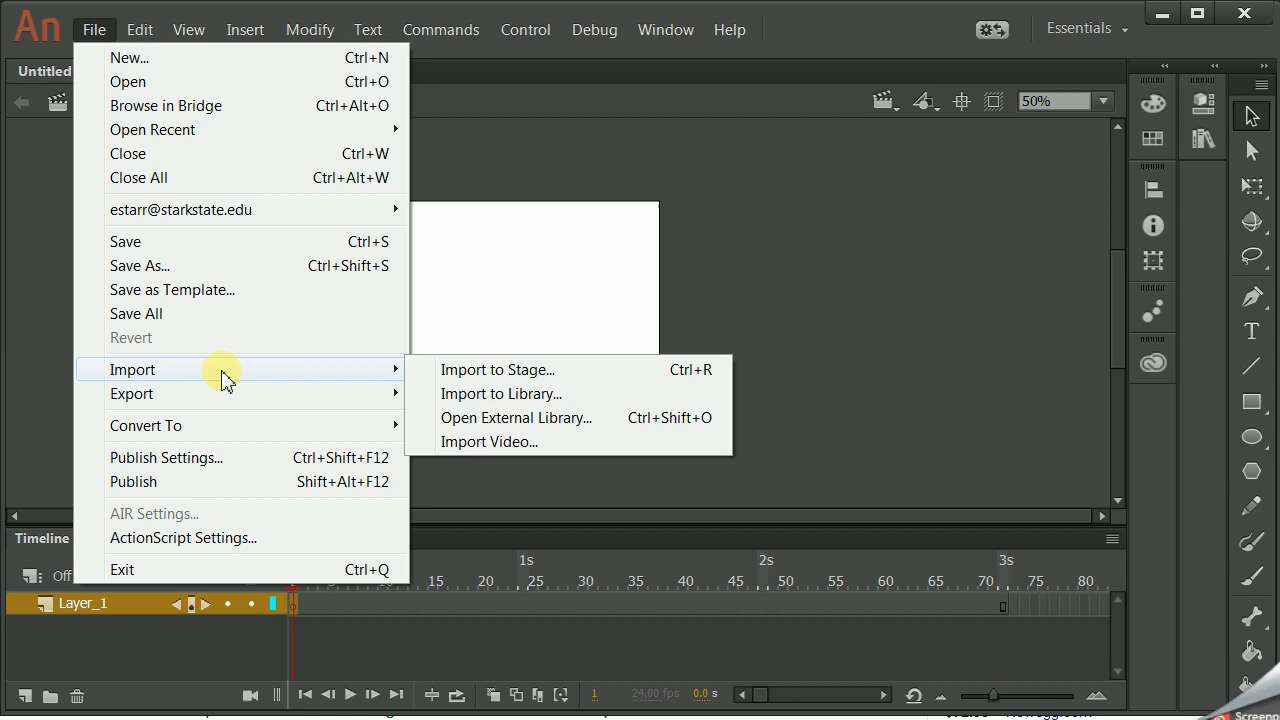 An File Edit View Insert Modify Text Commands Control Debug Window Help Essentials
Untitled
New... Ctrl+N
Open Ctrl+O
Browse in Bridge Ctrl+Alt+O
50%
Open Recent
Close Ctrl+W
Close All Ctrl+Alt+W
estarr@starkstate.edu
Save Ctrl+S
Save As... Ctrl+Shift+S
Save as Template...
Save All
Revert
Import
Export
Convert To
Publish Settings... Ctrl+Shift+F12
Publish Shift+Alt+F12
AIR Settings...
ActionScript Settings...
Exit Ctrl+Q
Import to Stage... Ctrl+R
Import to Library...
Open External Library... Ctrl+Shift+O
Import Video...
T
Timeline
1s 2s 3s
Off
15 20 25 30 35 40 45 50 55 60 65 70 75 80
Layer_1
1 24.00 fps 0.0 s